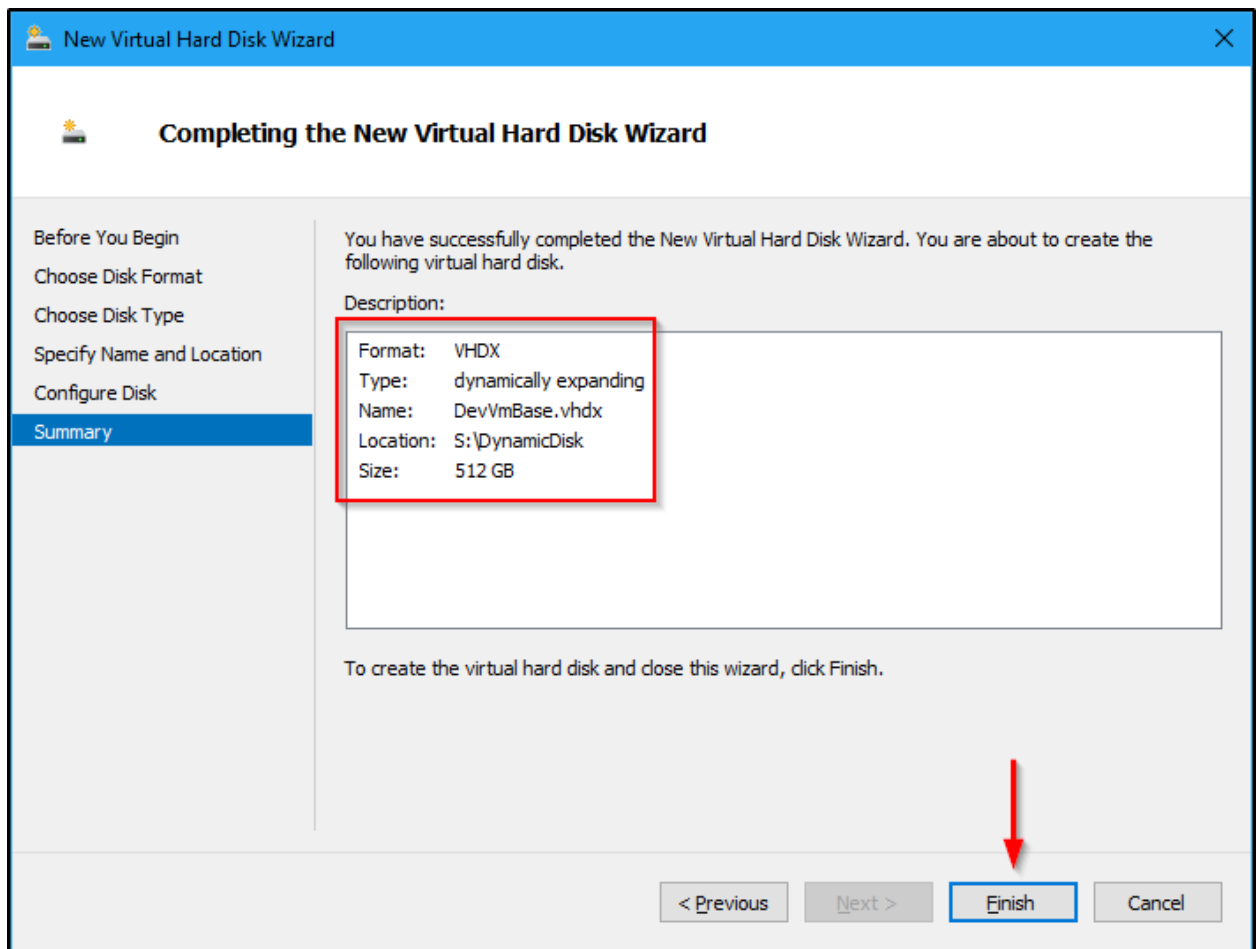 New Virtual Hard Disk Wizard
Completing the New Virtual Hard Disk Wizard
Before You Begin
Choose Disk Format
Choose Disk Type
Specify Name and Location
Configure Disk
Summary
You have successfully completed the New Virtual Hard Disk Wizard. You are about to create the
following virtual hard disk.
Description:
Format: VHDX
Type: dynamically expanding
Name: DevVmBase.vhdx
Location: S:\DynamicDisk
Size: 512 GB
To create the virtual hard disk and close this wizard, click Finish.
< Previous Next > Finish Cancel